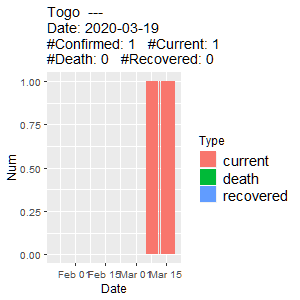 Togo  ---
Date: 2020-03-19
#Confirmed: 1   #Current: 1
#Death: 0   #Recovered: 0
1.00
0.75
0.50
0.25
0.00
Num
Feb 01 Feb 15 Mar 01 Mar 15
Date
Type
current
death
recovered